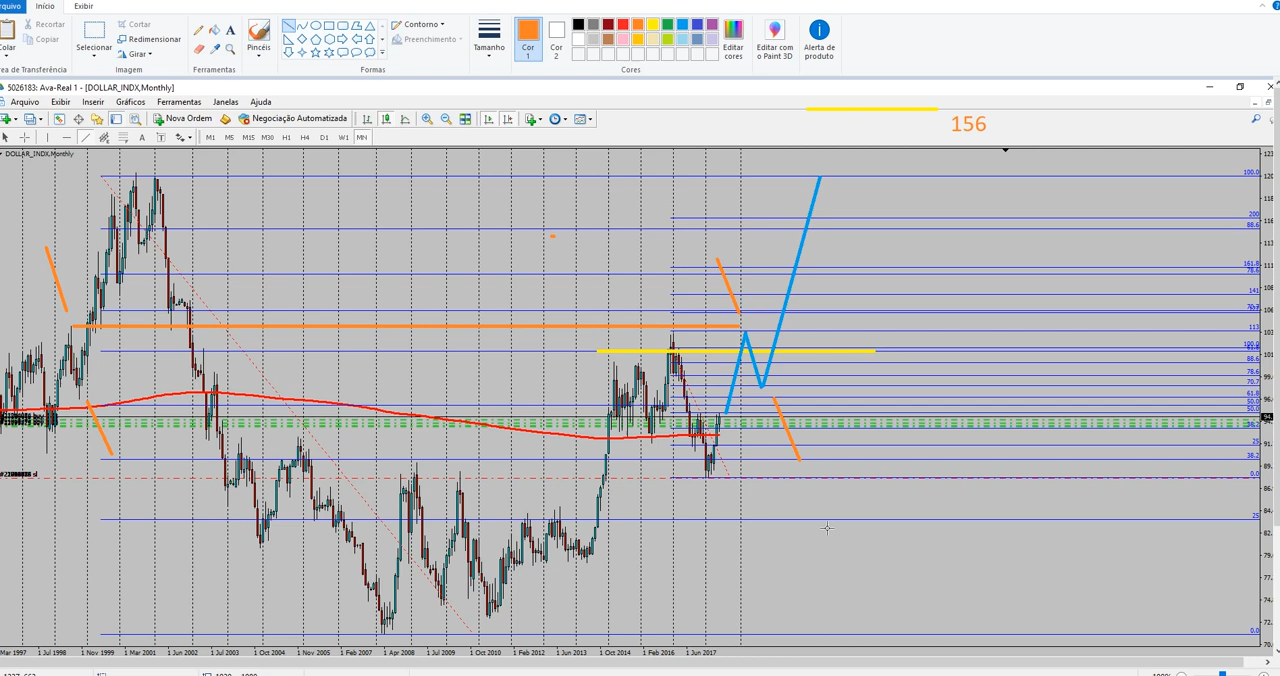 Arquivo Início Exibir
Colar
Recortar
Copiar
Selecionar
Cortar
Redimensionar
Girar
Pincéis
Contorno
Preenchimento
Tamanho
Cor 1
Cor 2
Editar cores
Editar com o Paint 3D
Alerta de produto
Área de Transferência Imagem Ferramentas Formas Cores
5026183: Ava-Real 1 - [DOLLAR_INDX,Monthly]
Arquivo Exibir Inserir Gráficos Ferramentas Janelas Ajuda
Nova Ordem Negociação Automatizada
156
A T M1 M5 M15 M30 H1 H4 D1 W1 MN
DOLLAR_INDX,Monthly
100.0
200
88.6
161.8
78.6
141
113
88.6
78.6
70.7
61.8
50.0
50.0
38.2
25
38.2
0.0
25
0.0
Mar 1997 1 Jul 1998 1 Nov 1999 1 Mar 2001 1 Jun 2002 1 Jul 2003 1 Oct 2004 1 Nov 2005 1 Feb 2007 1 Apr 2008 1 Jul 2009 1 Oct 2010 1 Feb 2012 1 Jun 2013 1 Oct 2014 1 Feb 2016 1 Jun 2017
100%